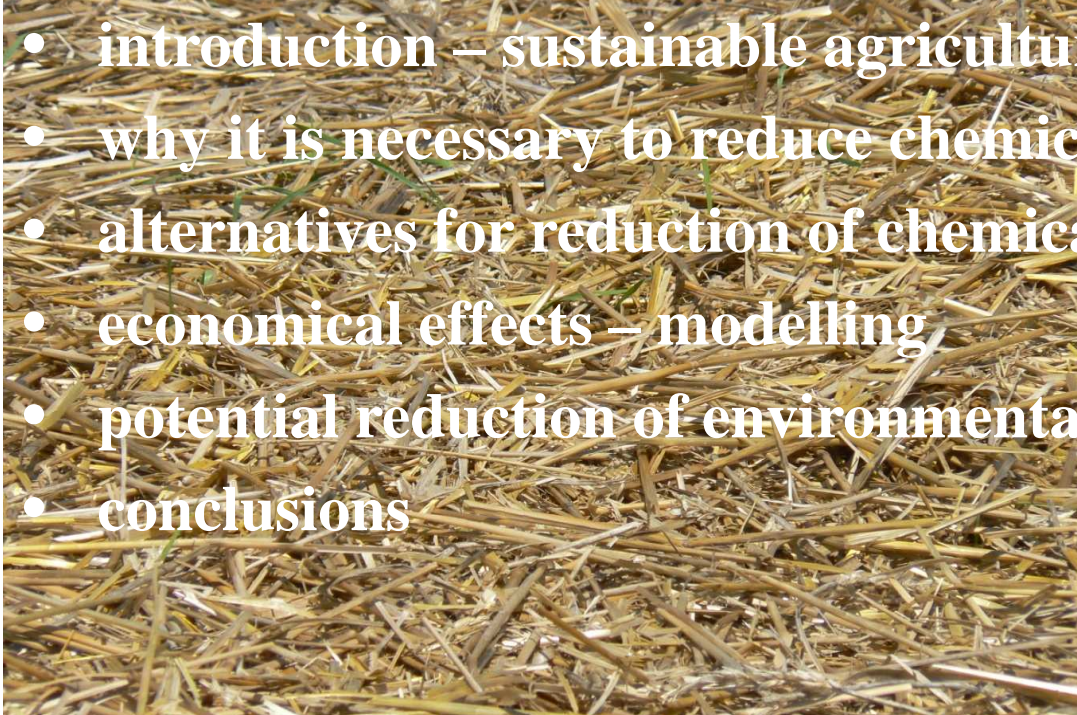 • introduction – sustainable agricultu
• why it is necessary to reduce chemic
• alternatives for reduction of chemica
• economical effects – modelling
• potential reduction of environmenta
• conclusions